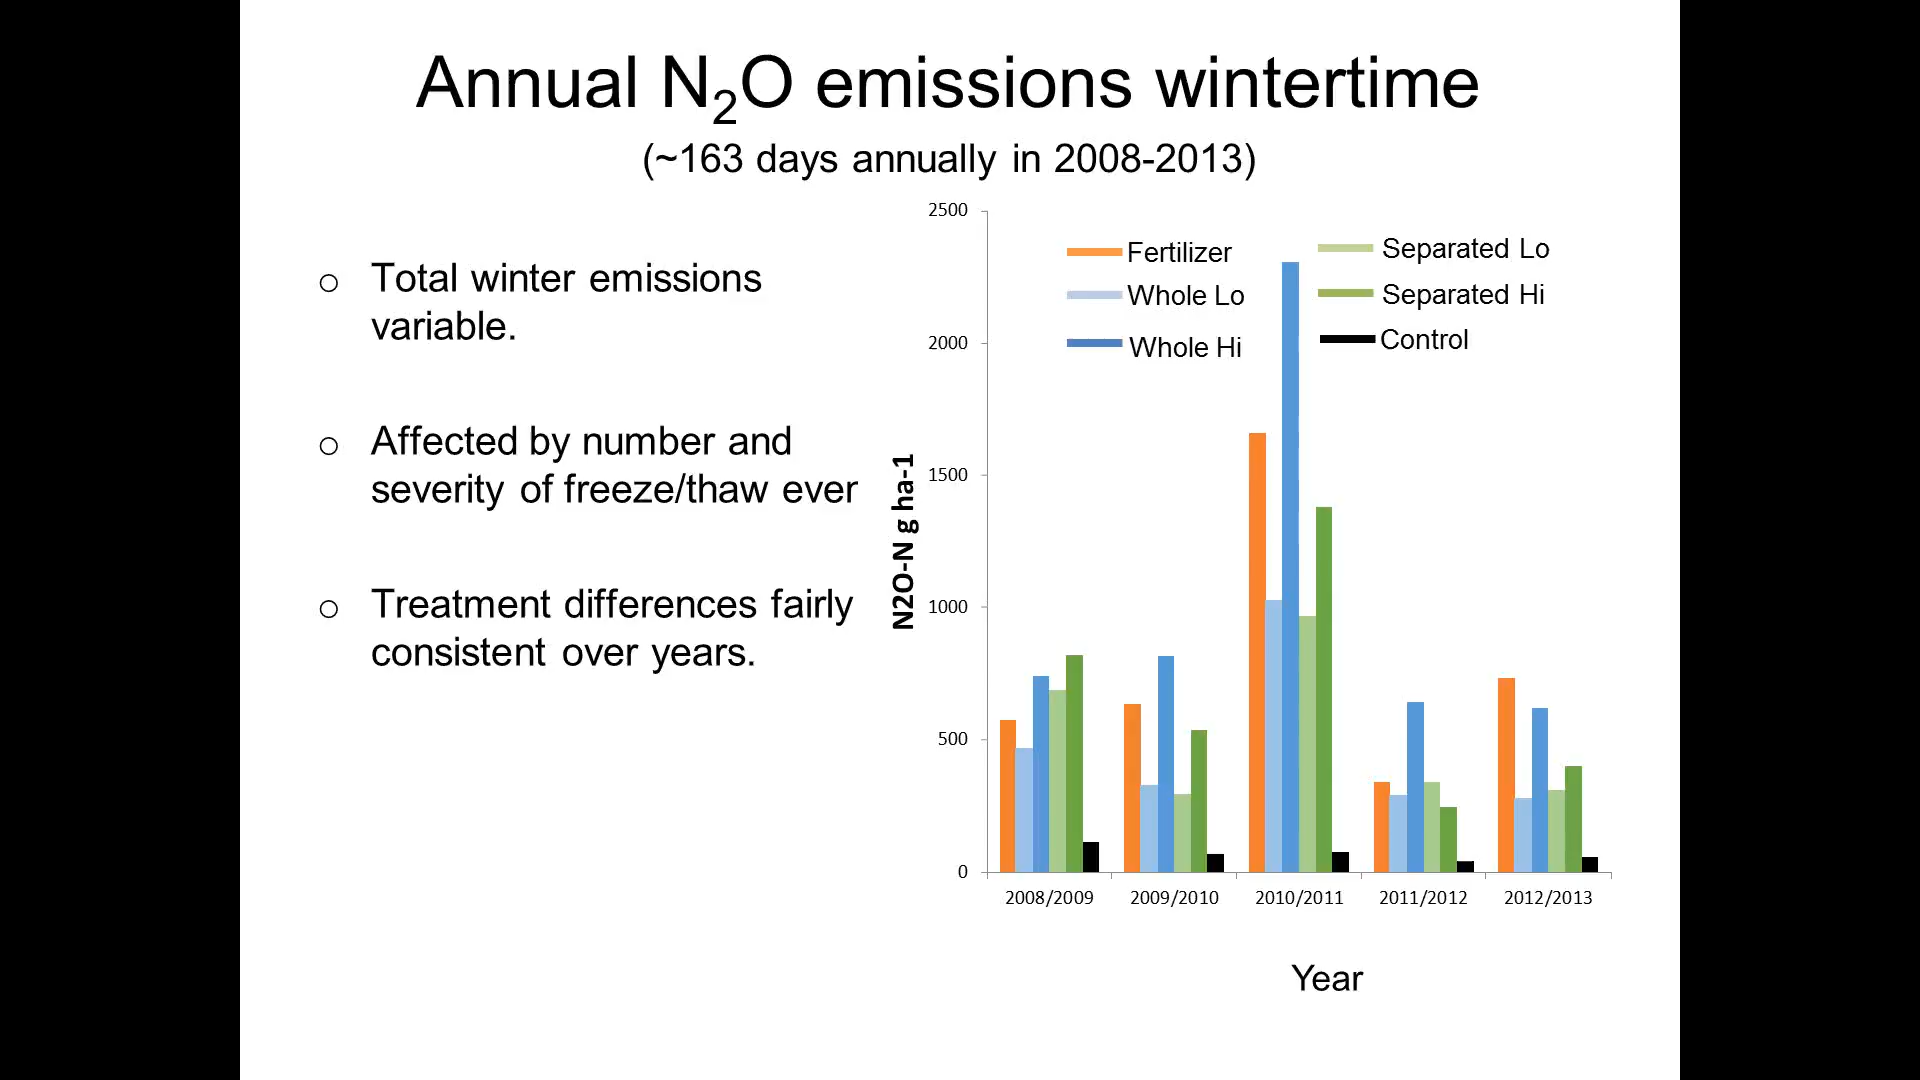 Annual N₂O emissions wintertime
(~163 days annually in 2008-2013)
o Total winter emissions
variable.
o Affected by number and
severity of freeze/thaw ever
o Treatment differences fairly
consistent over years.
N2O-N g ha-1
2500
2000
1500
1000
500
0
Fertilizer
Whole Lo
Whole Hi
Separated Lo
Separated Hi
Control
2008/2009 2009/2010 2010/2011 2011/2012 2012/2013
Year